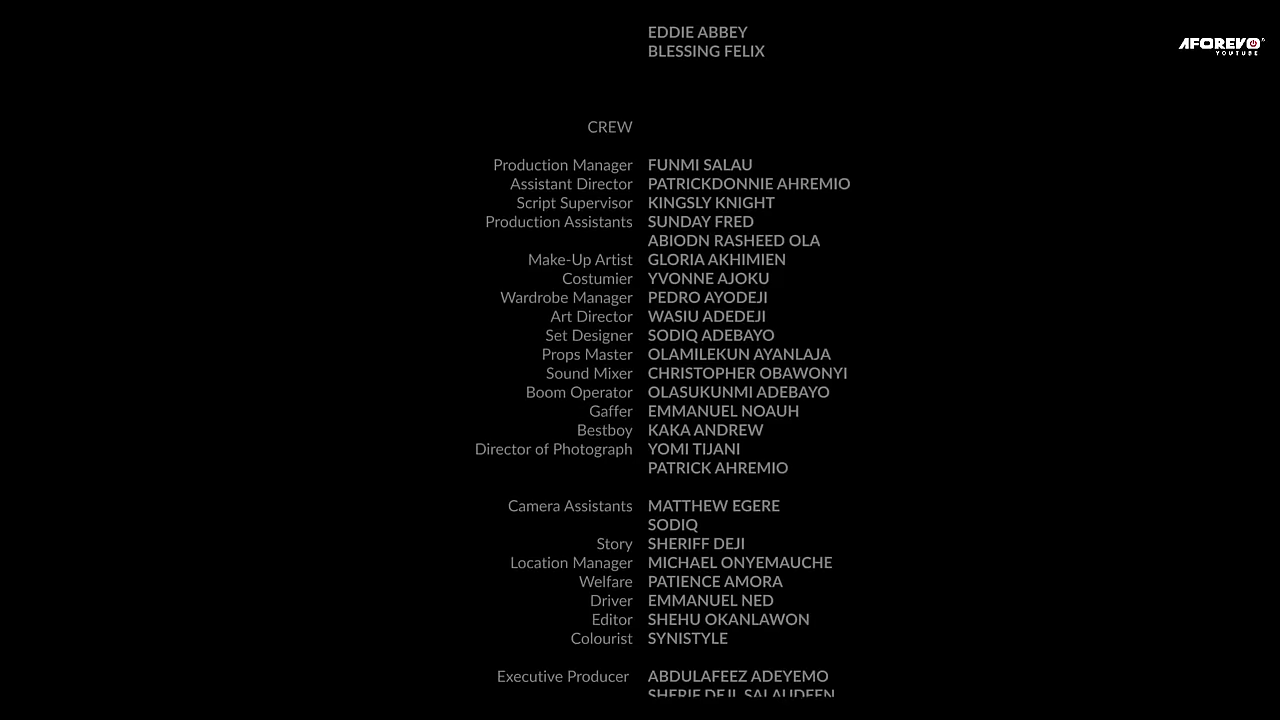 EDDIE ABBEY
BLESSING FELIX
AFOREVO
YOUTUBE
CREW
Production Manager FUNMI SALAU
Assistant Director PATRICKDONNIE AHREMIO
Script Supervisor KINGSLY KNIGHT
Production Assistants SUNDAY FRED
ABIODN RASHEED OLA
Make-Up Artist GLORIA AKHIMIEN
Costumier YVONNE AJOKU
Wardrobe Manager PEDRO AYODEJI
Art Director WASIU ADEDEJI
Set Designer SODIQ ADEBAYO
Props Master OLAMILEKUN AYANLAJA
Sound Mixer CHRISTOPHER OBAWONYI
Boom Operator OLASUKUNMI ADEBAYO
Gaffer EMMANUEL NOAUH
Bestboy KAKA ANDREW
Director of Photograph YOMI TIJANI
PATRICK AHREMIO
Camera Assistants MATTHEW EGERE
SODIQ
Story SHERIFF DEJI
Location Manager MICHAEL ONYEMAUCHE
Welfare PATIENCE AMORA
Driver EMMANUEL NED
Editor SHEHU OKANLAWON
Colourist SYNISTYLE
Executive Producer ABDULAFEEZ ADEYEMO
SHERIF DEJI SALAUDEEN